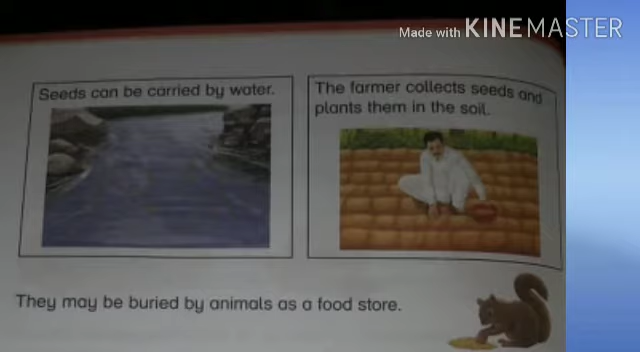 Made with KINEMASTER
Seeds can be carried by water.
The farmer collects seeds and
plants them in the soil.
They may be buried by animals as a food store.